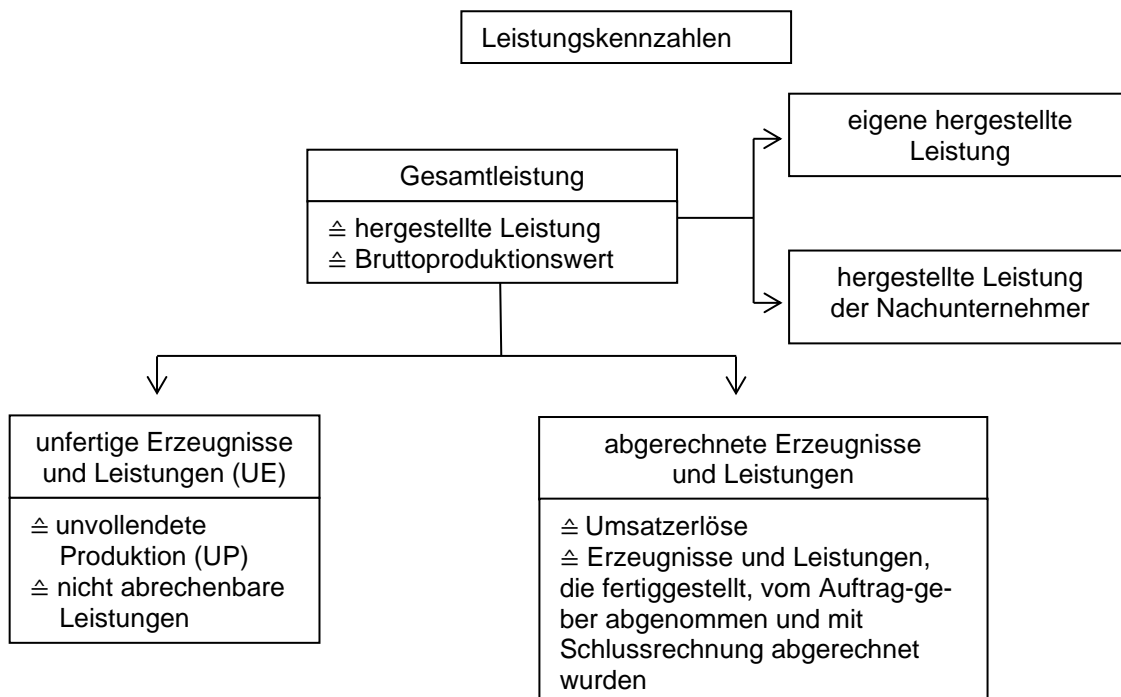 Leistungskennzahlen
eigene hergestellte
Leistung
Gesamtleistung
≙ hergestellte Leistung
≙ Bruttoproduktionswert
hergestellte Leistung
der Nachunternehmer
unfertige Erzeugnisse
und Leistungen (UE)
≙ unvollendete
Produktion (UP)
≙ nicht abrechenbare
Leistungen
abgerechnete Erzeugnisse
und Leistungen
≙ Umsatzerlöse
≙ Erzeugnisse und Leistungen,
die fertiggestellt, vom Auftrag-ge-
ber abgenommen und mit
Schlussrechnung abgerechnet
wurden